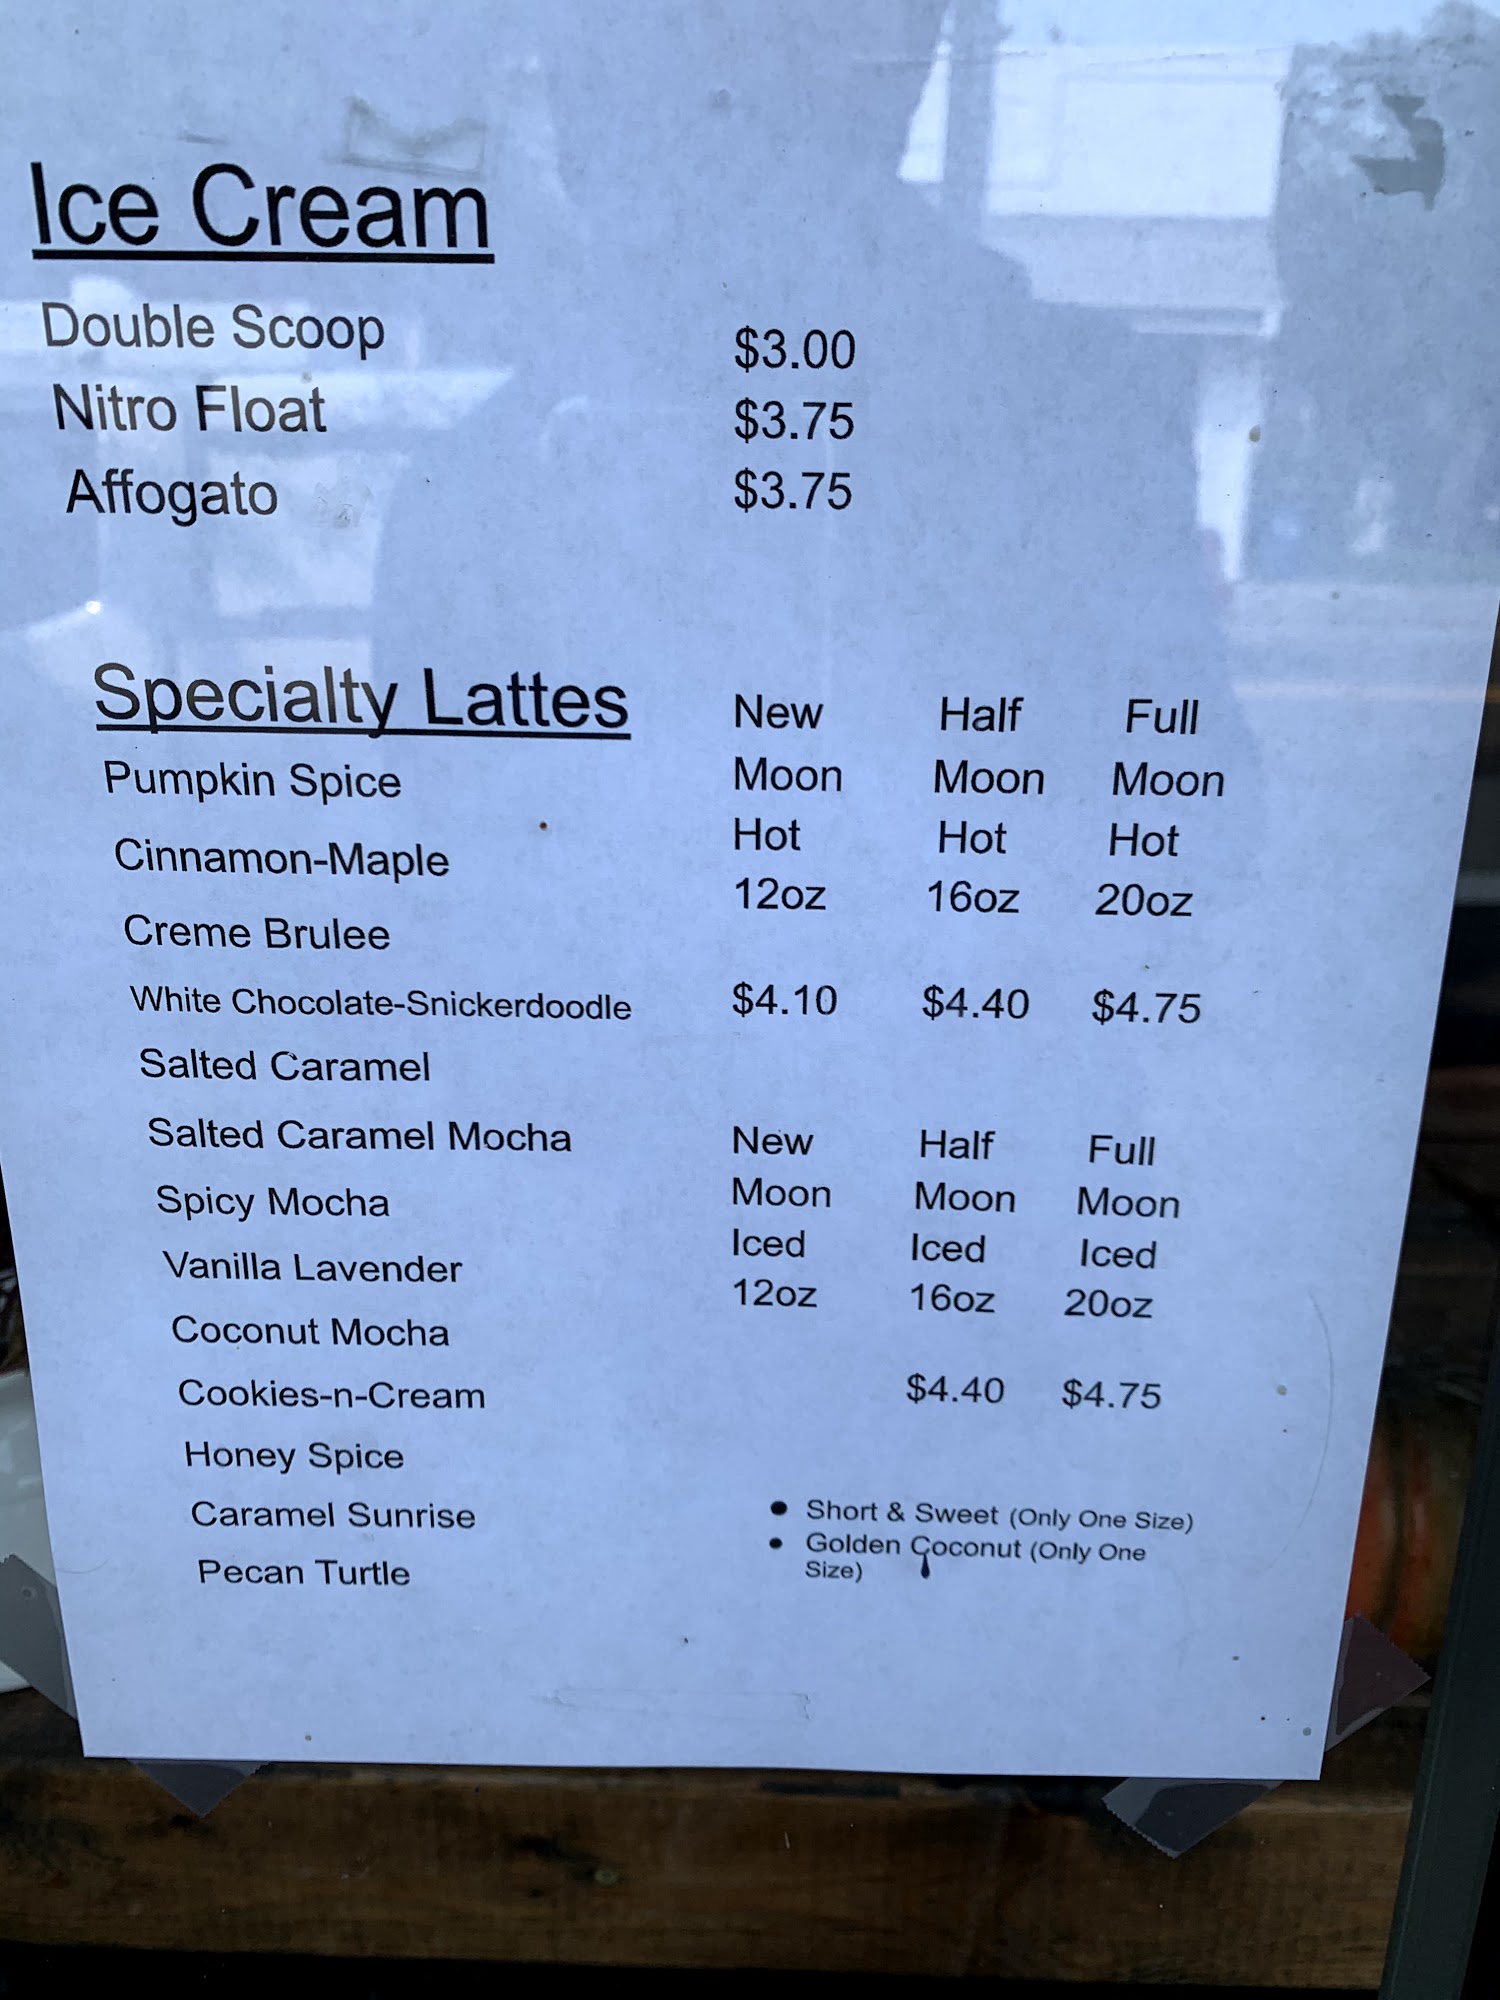 Ice Cream
Double Scoop $3.00
Nitro Float $3.75
Affogato $3.75
Specialty Lattes
Pumpkin Spice
Cinnamon-Maple
Creme Brulee
White Chocolate-Snickerdoodle
Salted Caramel
Salted Caramel Mocha
Spicy Mocha
Vanilla Lavender
Coconut Mocha
Cookies-n-Cream
Honey Spice
Caramel Sunrise
Pecan Turtle
New Half Full
Moon Moon Moon
Hot Hot Hot
12oz 16oz 20oz
$4.10 $4.40 $4.75
New Half Full
Moon Moon Moon
Iced Iced Iced
12oz 16oz 20oz
$4.40 $4.75
● Short & Sweet (Only One Size)
● Golden Coconut (Only One
Size)